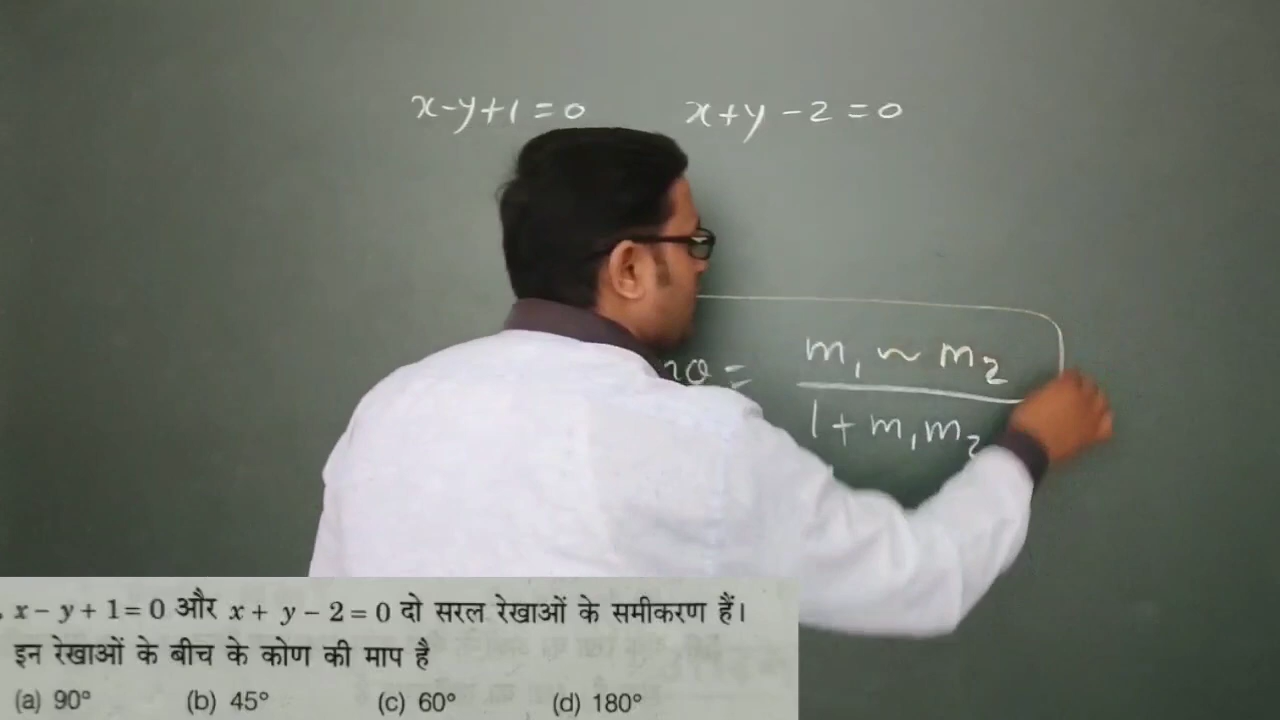 x-y+1=0 x+y-2=0
m₁ ~ m₂
=
1+m₁m₂
x – y + 1 = 0 और x + y – 2 = 0 दो सरल रेखाओं के समीकरण हैं।
इन रेखाओं के बीच के कोण की माप है
(a) 90° (b) 45° (c) 60° (d) 180°